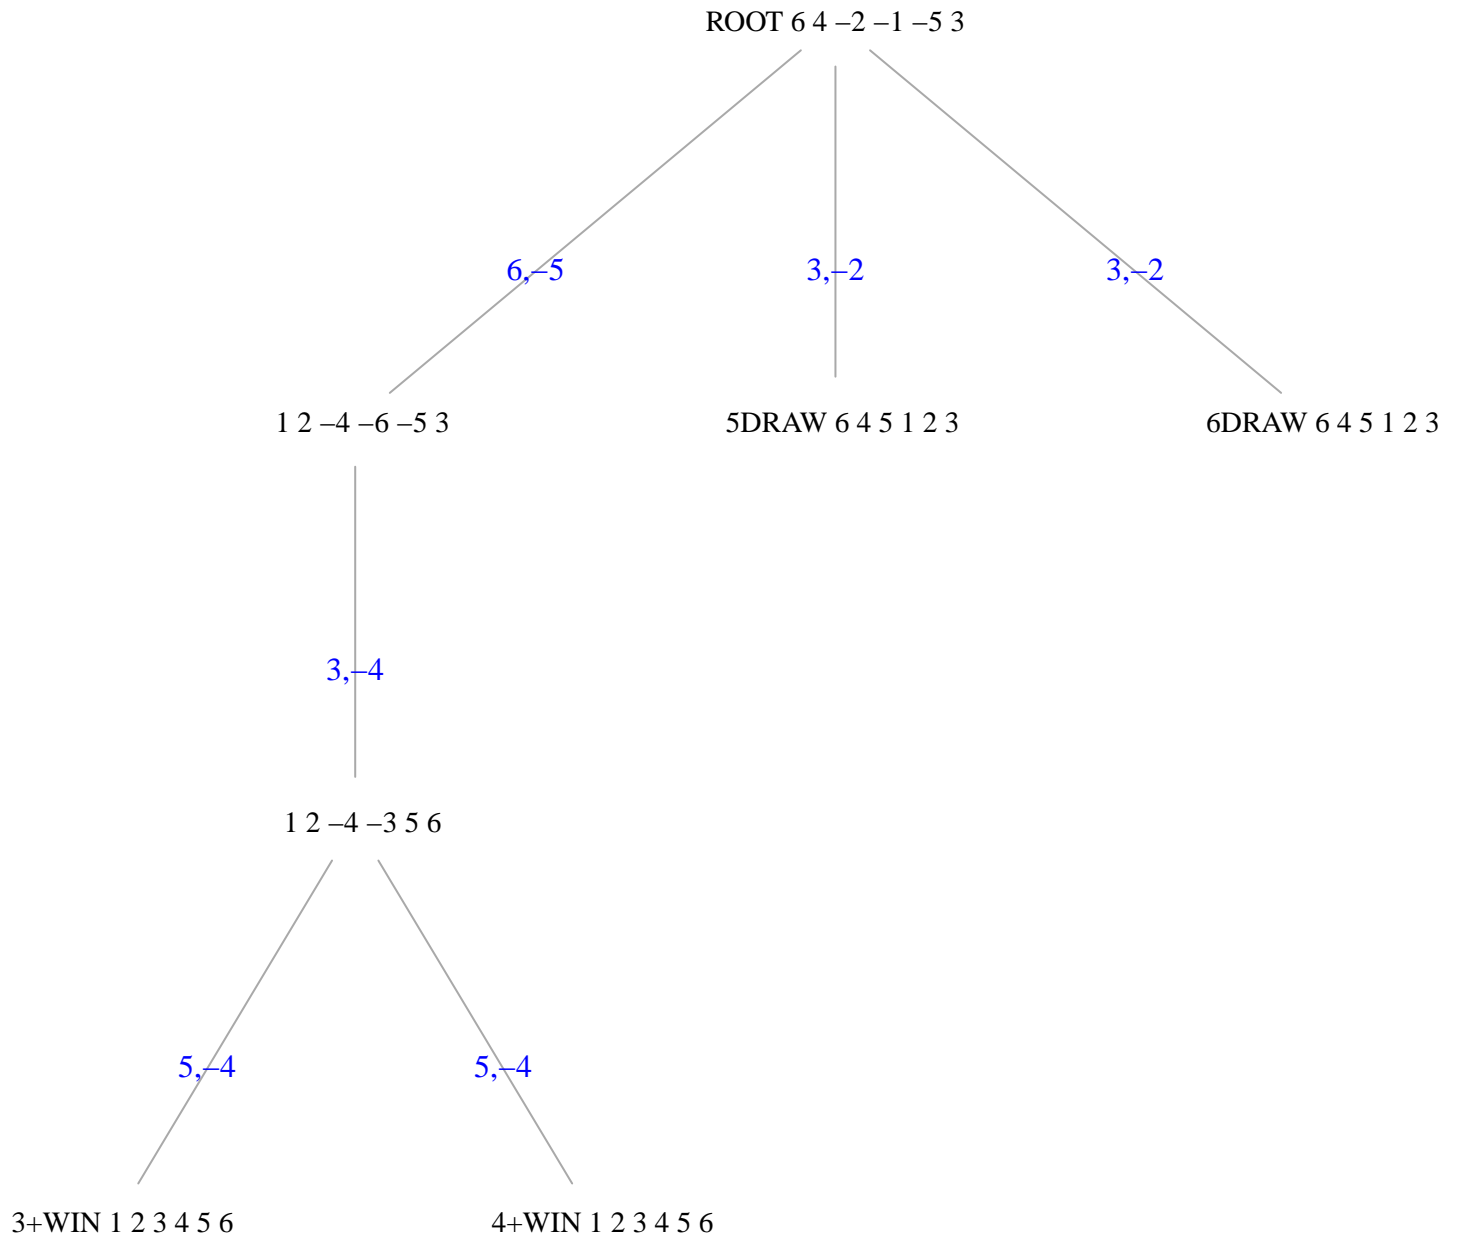 ROOT 6 4 –2 –1 –5 3
6,–5
3,–2
3,–2
1 2 –4 –6 –5 3
5DRAW 6 4 5 1 2 3
6DRAW 6 4 5 1 2 3
3,–4
1 2 –4 –3 5 6
5,–4
5,–4
3+WIN 1 2 3 4 5 6
4+WIN 1 2 3 4 5 6